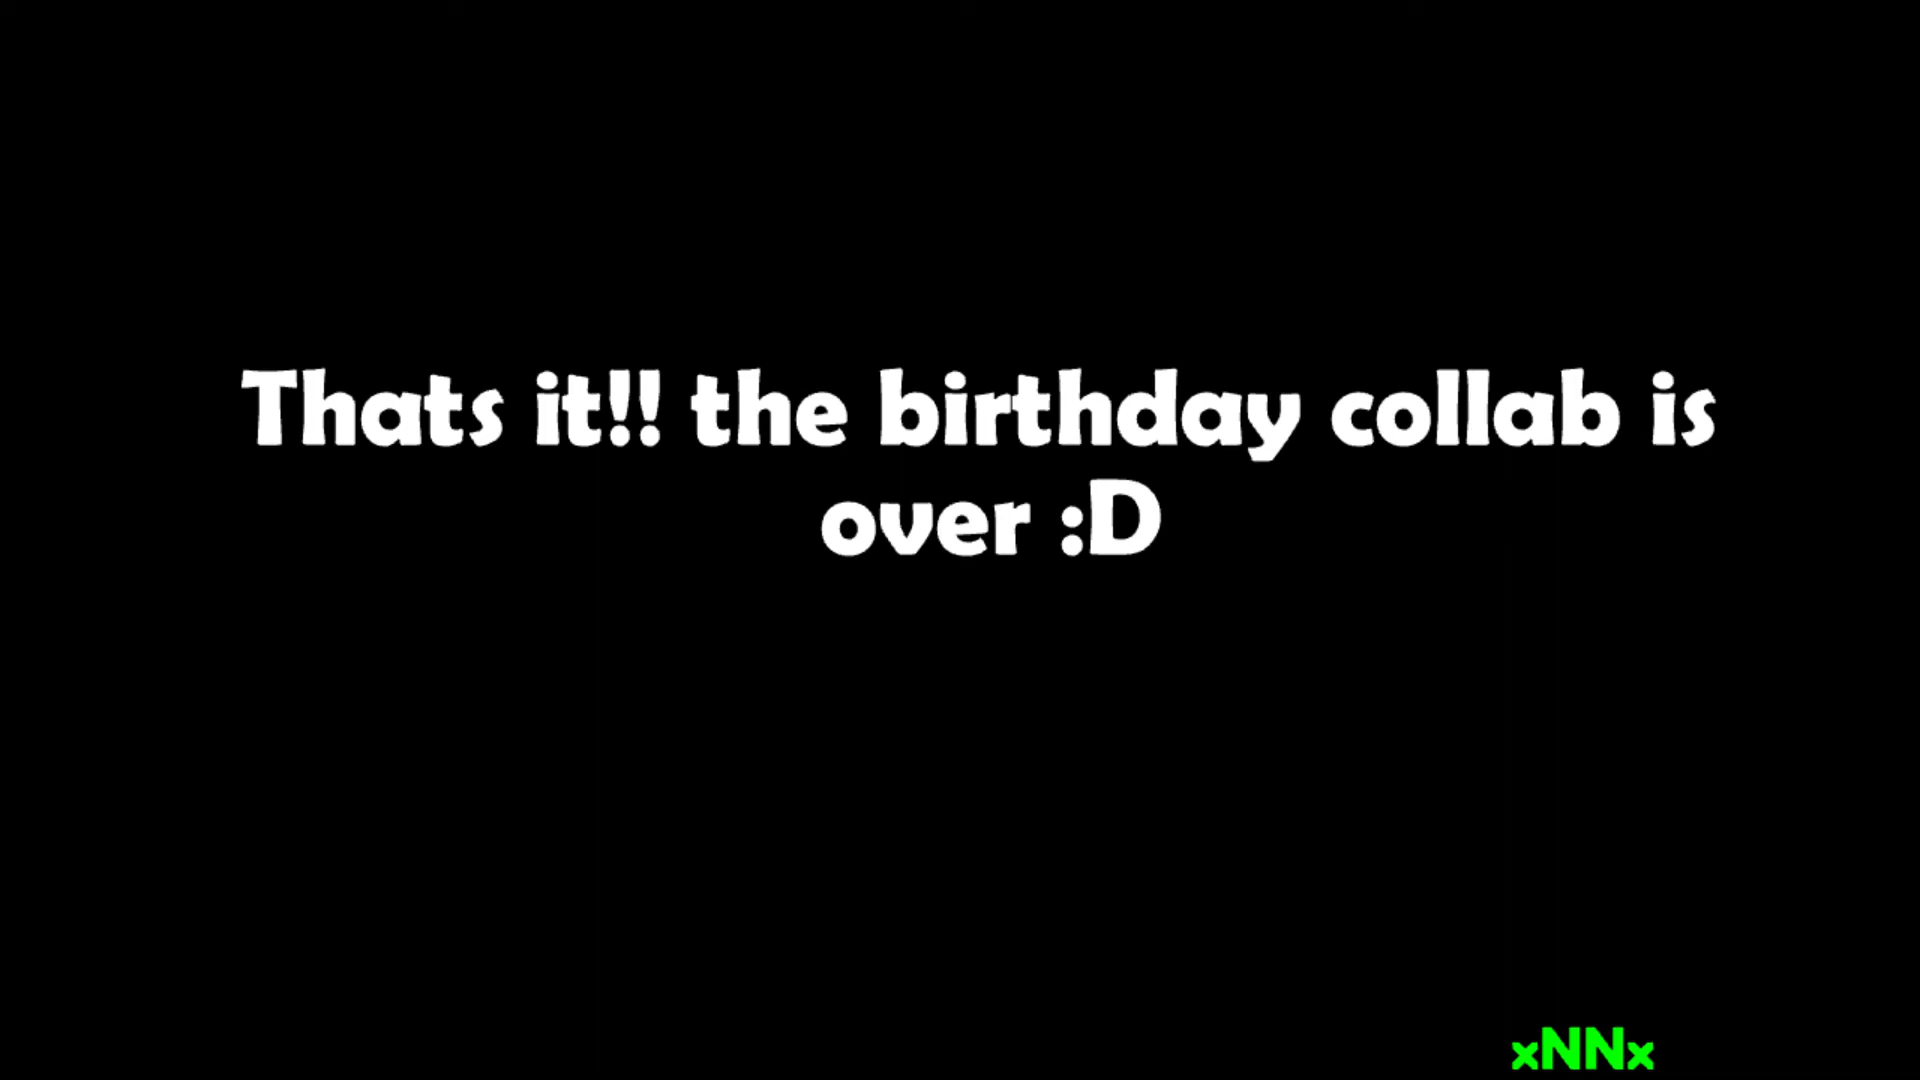 Thats it!! the birthday collab is
over :D
xNNx